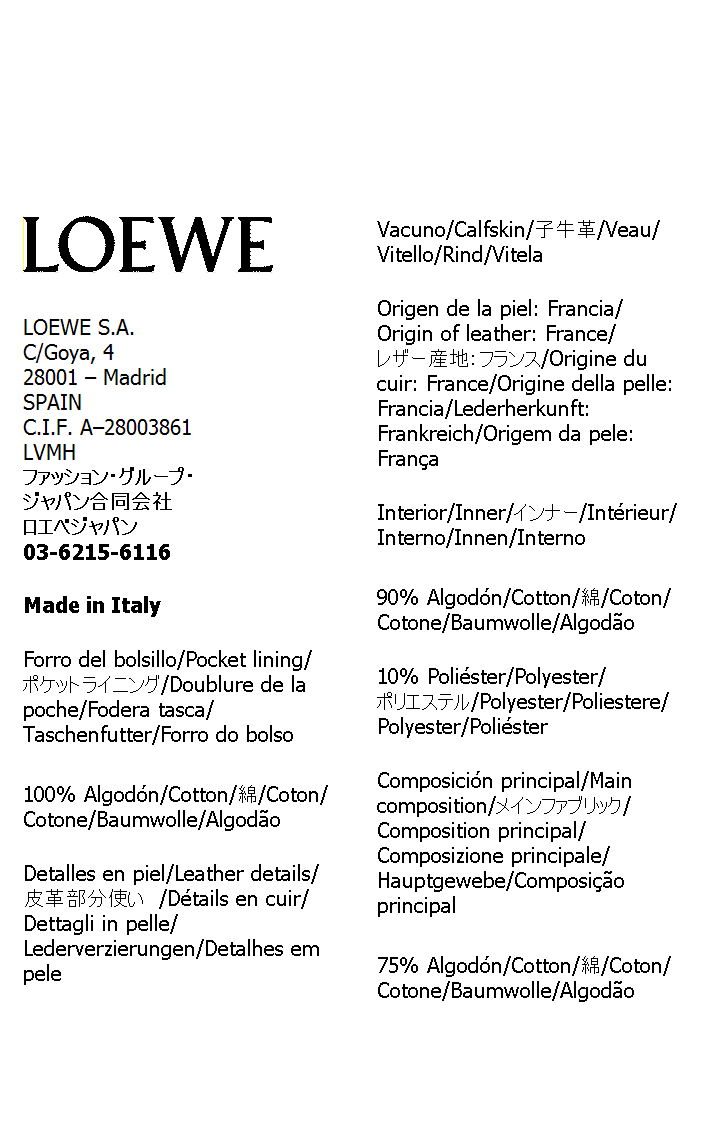 LOEWE
LOEWE S.A.
C/Goya, 4
28001 – Madrid
SPAIN
C.I.F. A–28003861
LVMH
ファッション・グループ・
ジャパン合同会社
ロエベジャパン
03-6215-6116
Made in Italy
Forro del bolsillo/Pocket lining/
ポケットライニング/Doublure de la
poche/Fodera tasca/
Taschenfutter/Forro do bolso
100% Algodón/Cotton/綿/Coton/
Cotone/Baumwolle/Algodão
Detalles en piel/Leather details/
皮革部分使い /Détails en cuir/
Dettagli in pelle/
Lederverzierungen/Detalhes em
pele
Vacuno/Calfskin/子牛革/Veau/
Vitello/Rind/Vitela
Origen de la piel: Francia/
Origin of leather: France/
レザー産地：フランス/Origine du
cuir: France/Origine della pelle:
Francia/Lederherkunft:
Frankreich/Origem da pele:
França
Interior/Inner/インナー/Intérieur/
Interno/Innen/Interno
90% Algodón/Cotton/綿/Coton/
Cotone/Baumwolle/Algodão
10% Poliéster/Polyester/
ポリエステル/Polyester/Poliestere/
Polyester/Poliéster
Composición principal/Main
composition/メインファブリック/
Composition principal/
Composizione principale/
Hauptgewebe/Composição
principal
75% Algodón/Cotton/綿/Coton/
Cotone/Baumwolle/Algodão